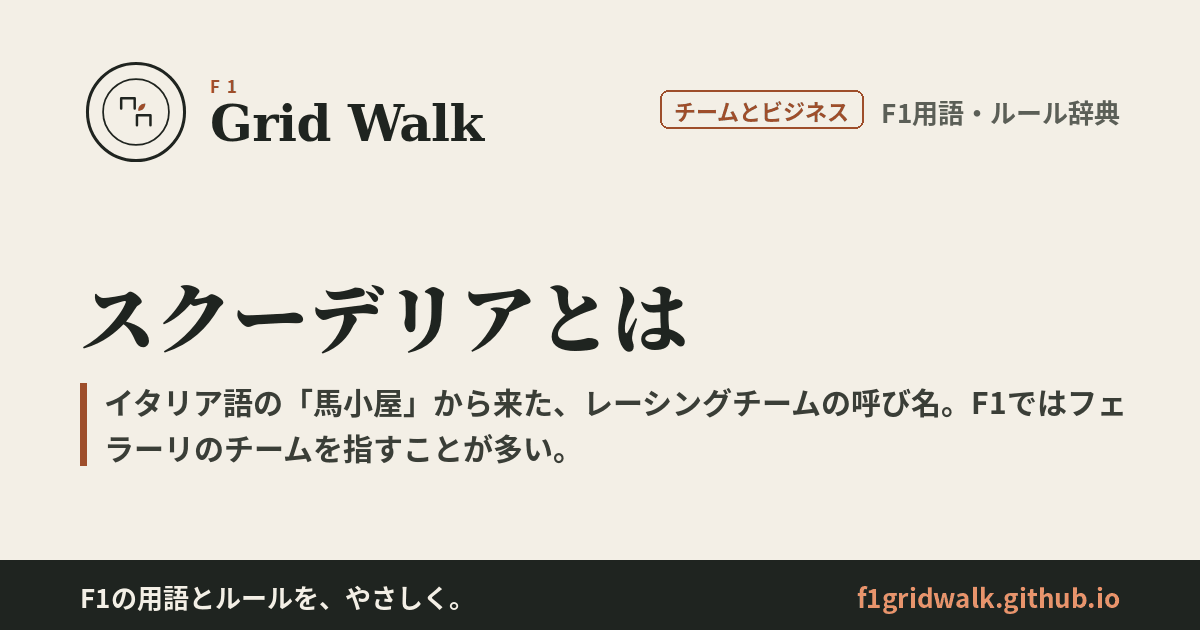 F1
Grid Walk
チームとビジネス
F1用語・ルール辞典
スクーデリアとは
イタリア語の「馬小屋」から来た、レーシングチームの呼び名。F1ではフェ
ラーリのチームを指すことが多い。
F1の用語とルールを、やさしく。
f1gridwalk.github.io